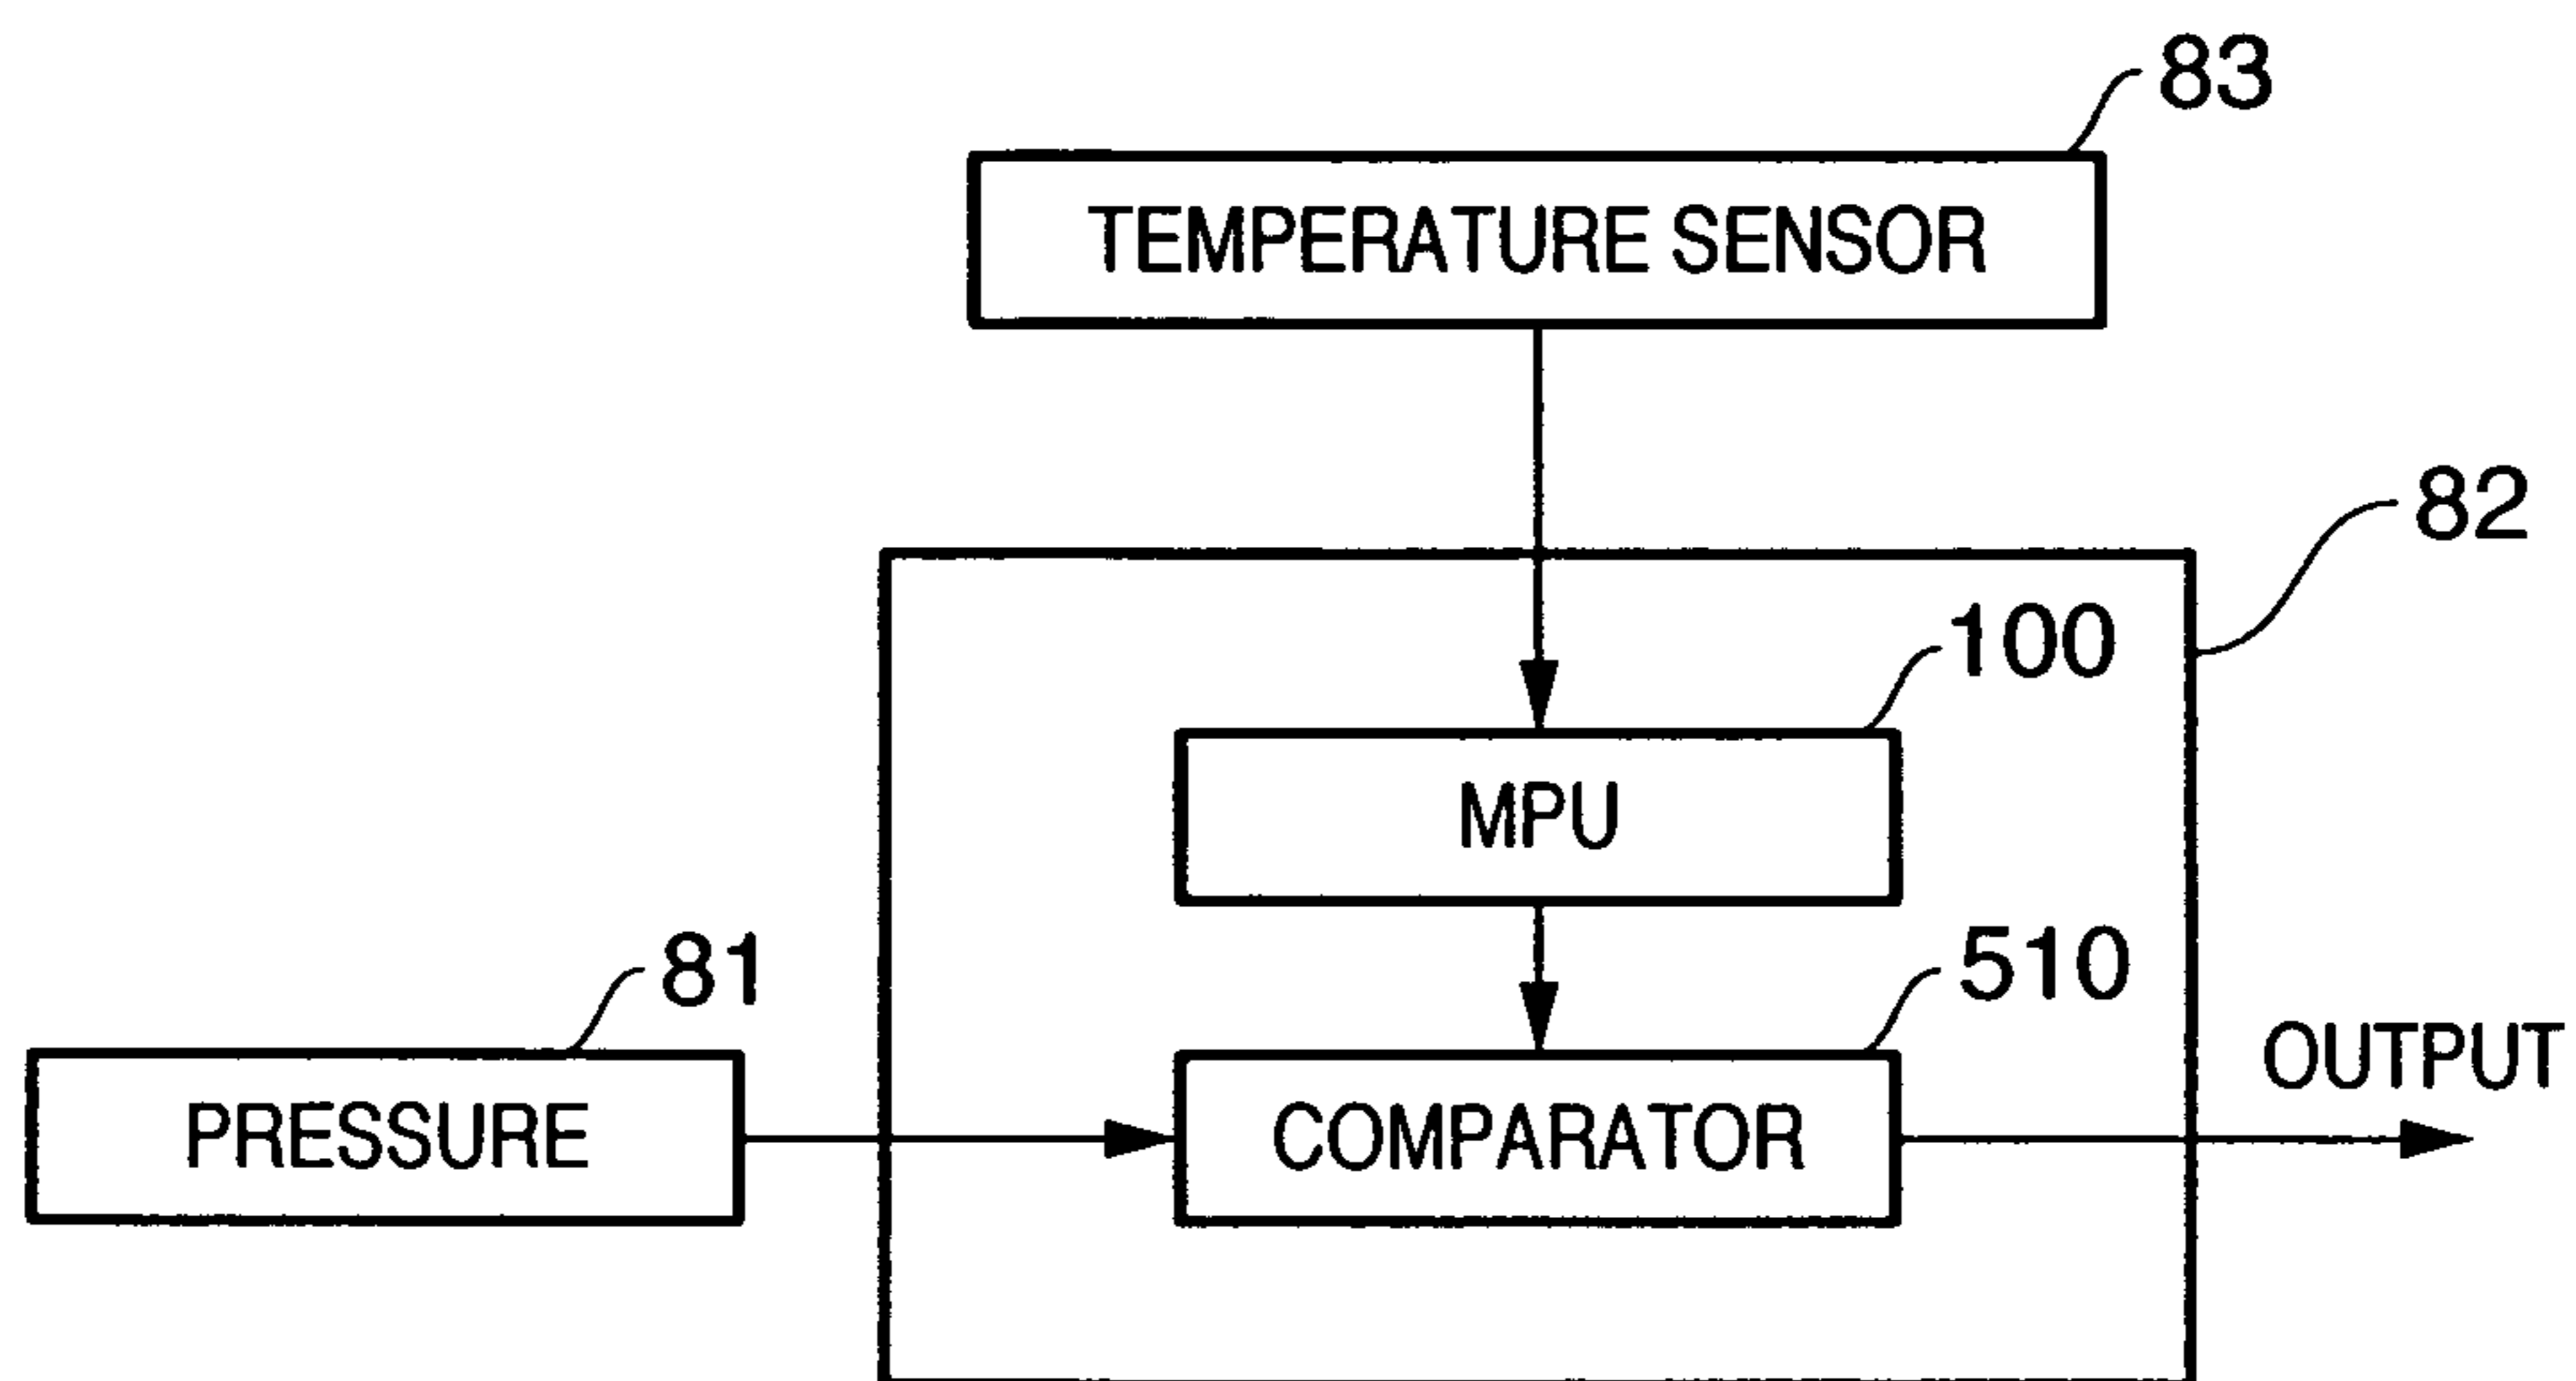 83
TEMPERATURE SENSOR
82
100
MPU
81
510
OUTPUT
PRESSURE
COMPARATOR